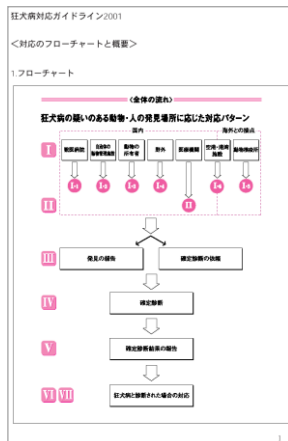 狂犬病対応ガイドライン2001
<対応のフローチャートと概要>
1.フローチャート
<全体の流れ>
狂犬病の疑いのある動物・人の発見場所に応じた対応パターン
国内
海外との接点
I
獣医病院
動物の所有者
野外
医療機関
空港・港湾施設
動物検疫所
II
II
III
発見の報告
確定診断の依頼
IV
確定診断
V
確定診断結果の報告
VI VII
狂犬病と診断された場合の対応
1